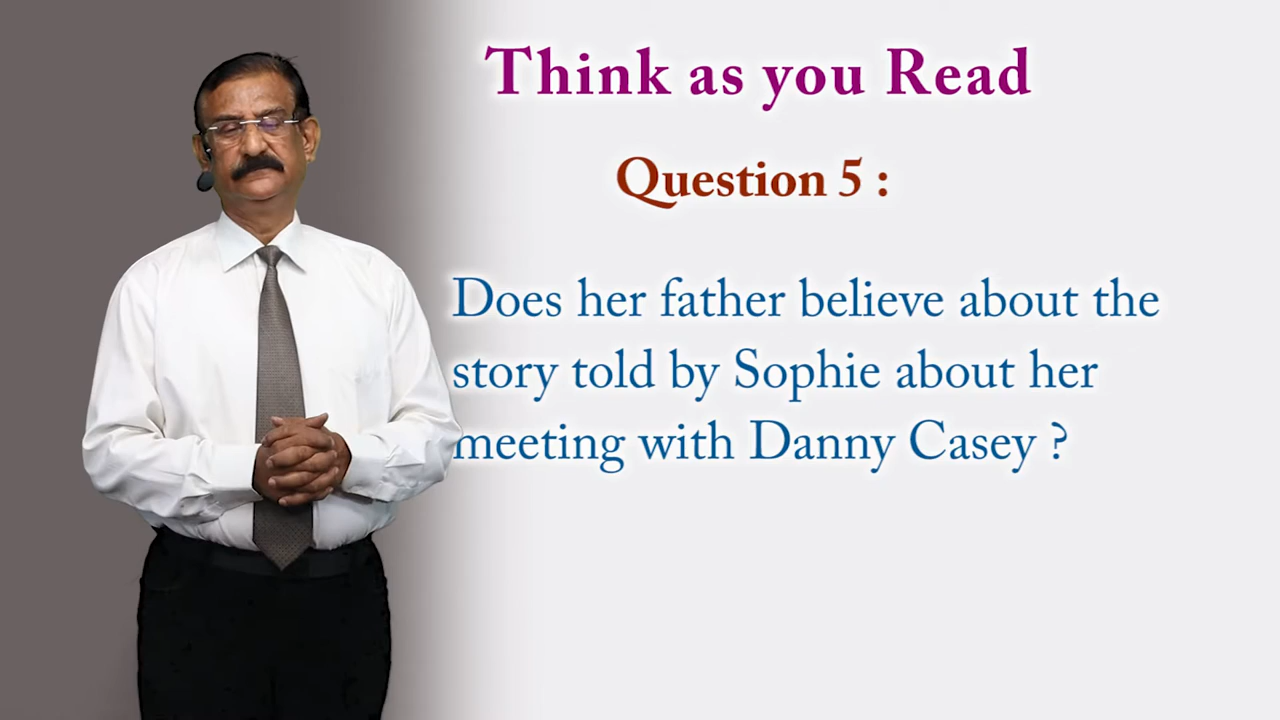 Think as you Read
Question 5 :
Does her father believe about the
story told by Sophie about her
meeting with Danny Casey ?